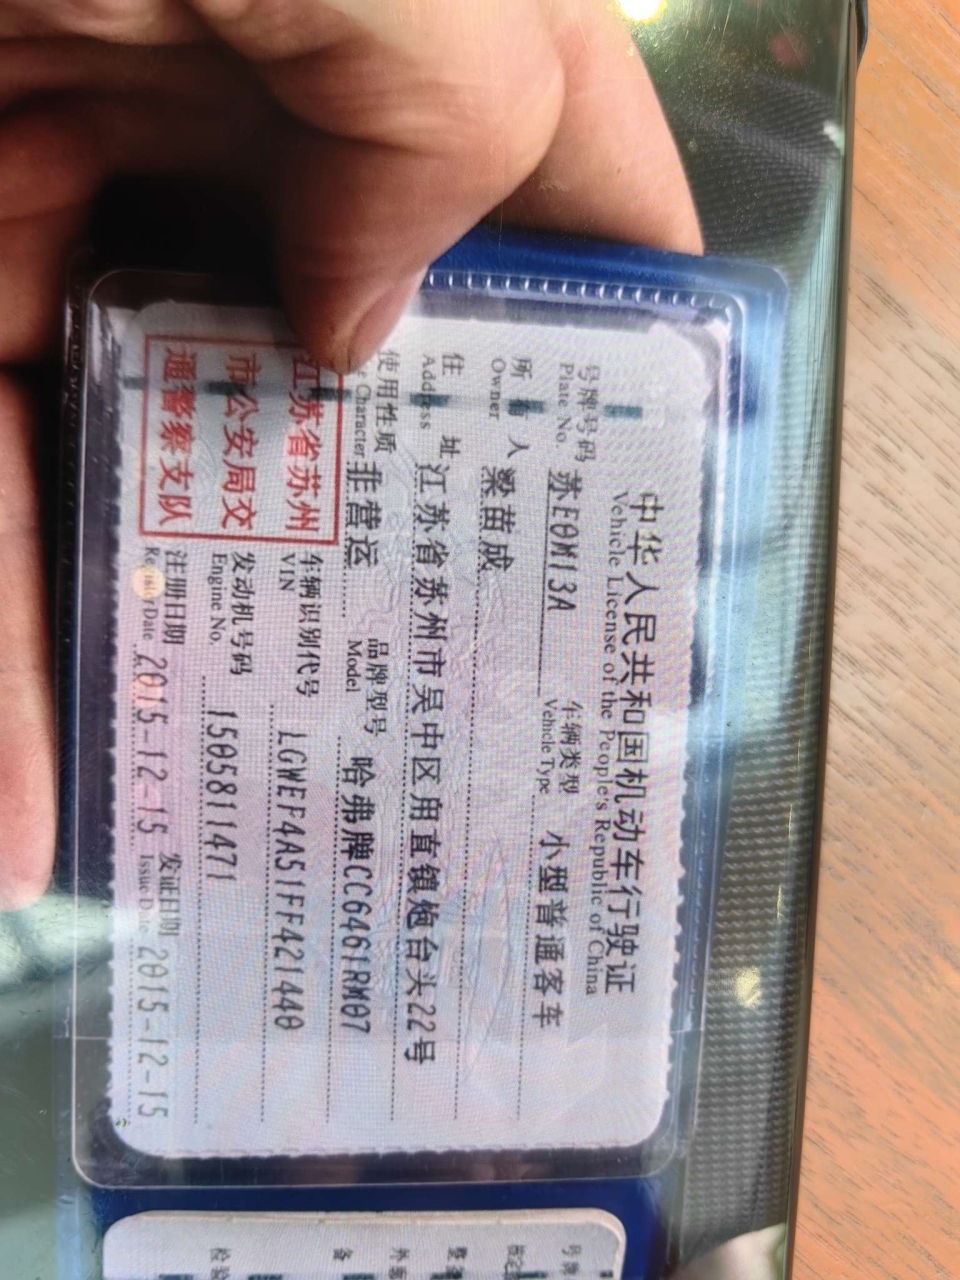 中华人民共和国机动车行驶证
Vehicle License of the People's Republic of China
号牌号码 苏E0M13A 车辆类型 小型普通客车
Plate No. Vehicle Type
所有人 梁苗成
Owner
住址 江苏省苏州市吴中区甪直镇炮台头22号
Address
使用性质 非营运 品牌型号 哈弗牌CC6461RM07
Character Model
江苏省苏州
市公安局交
通警察支队
车辆识别代号 LGWEF4A51FF421440
VIN
发动机号码 1505811471
Engine No.
注册日期 2015-12-15 发证日期 2015-12-15
Register Date Issue Date